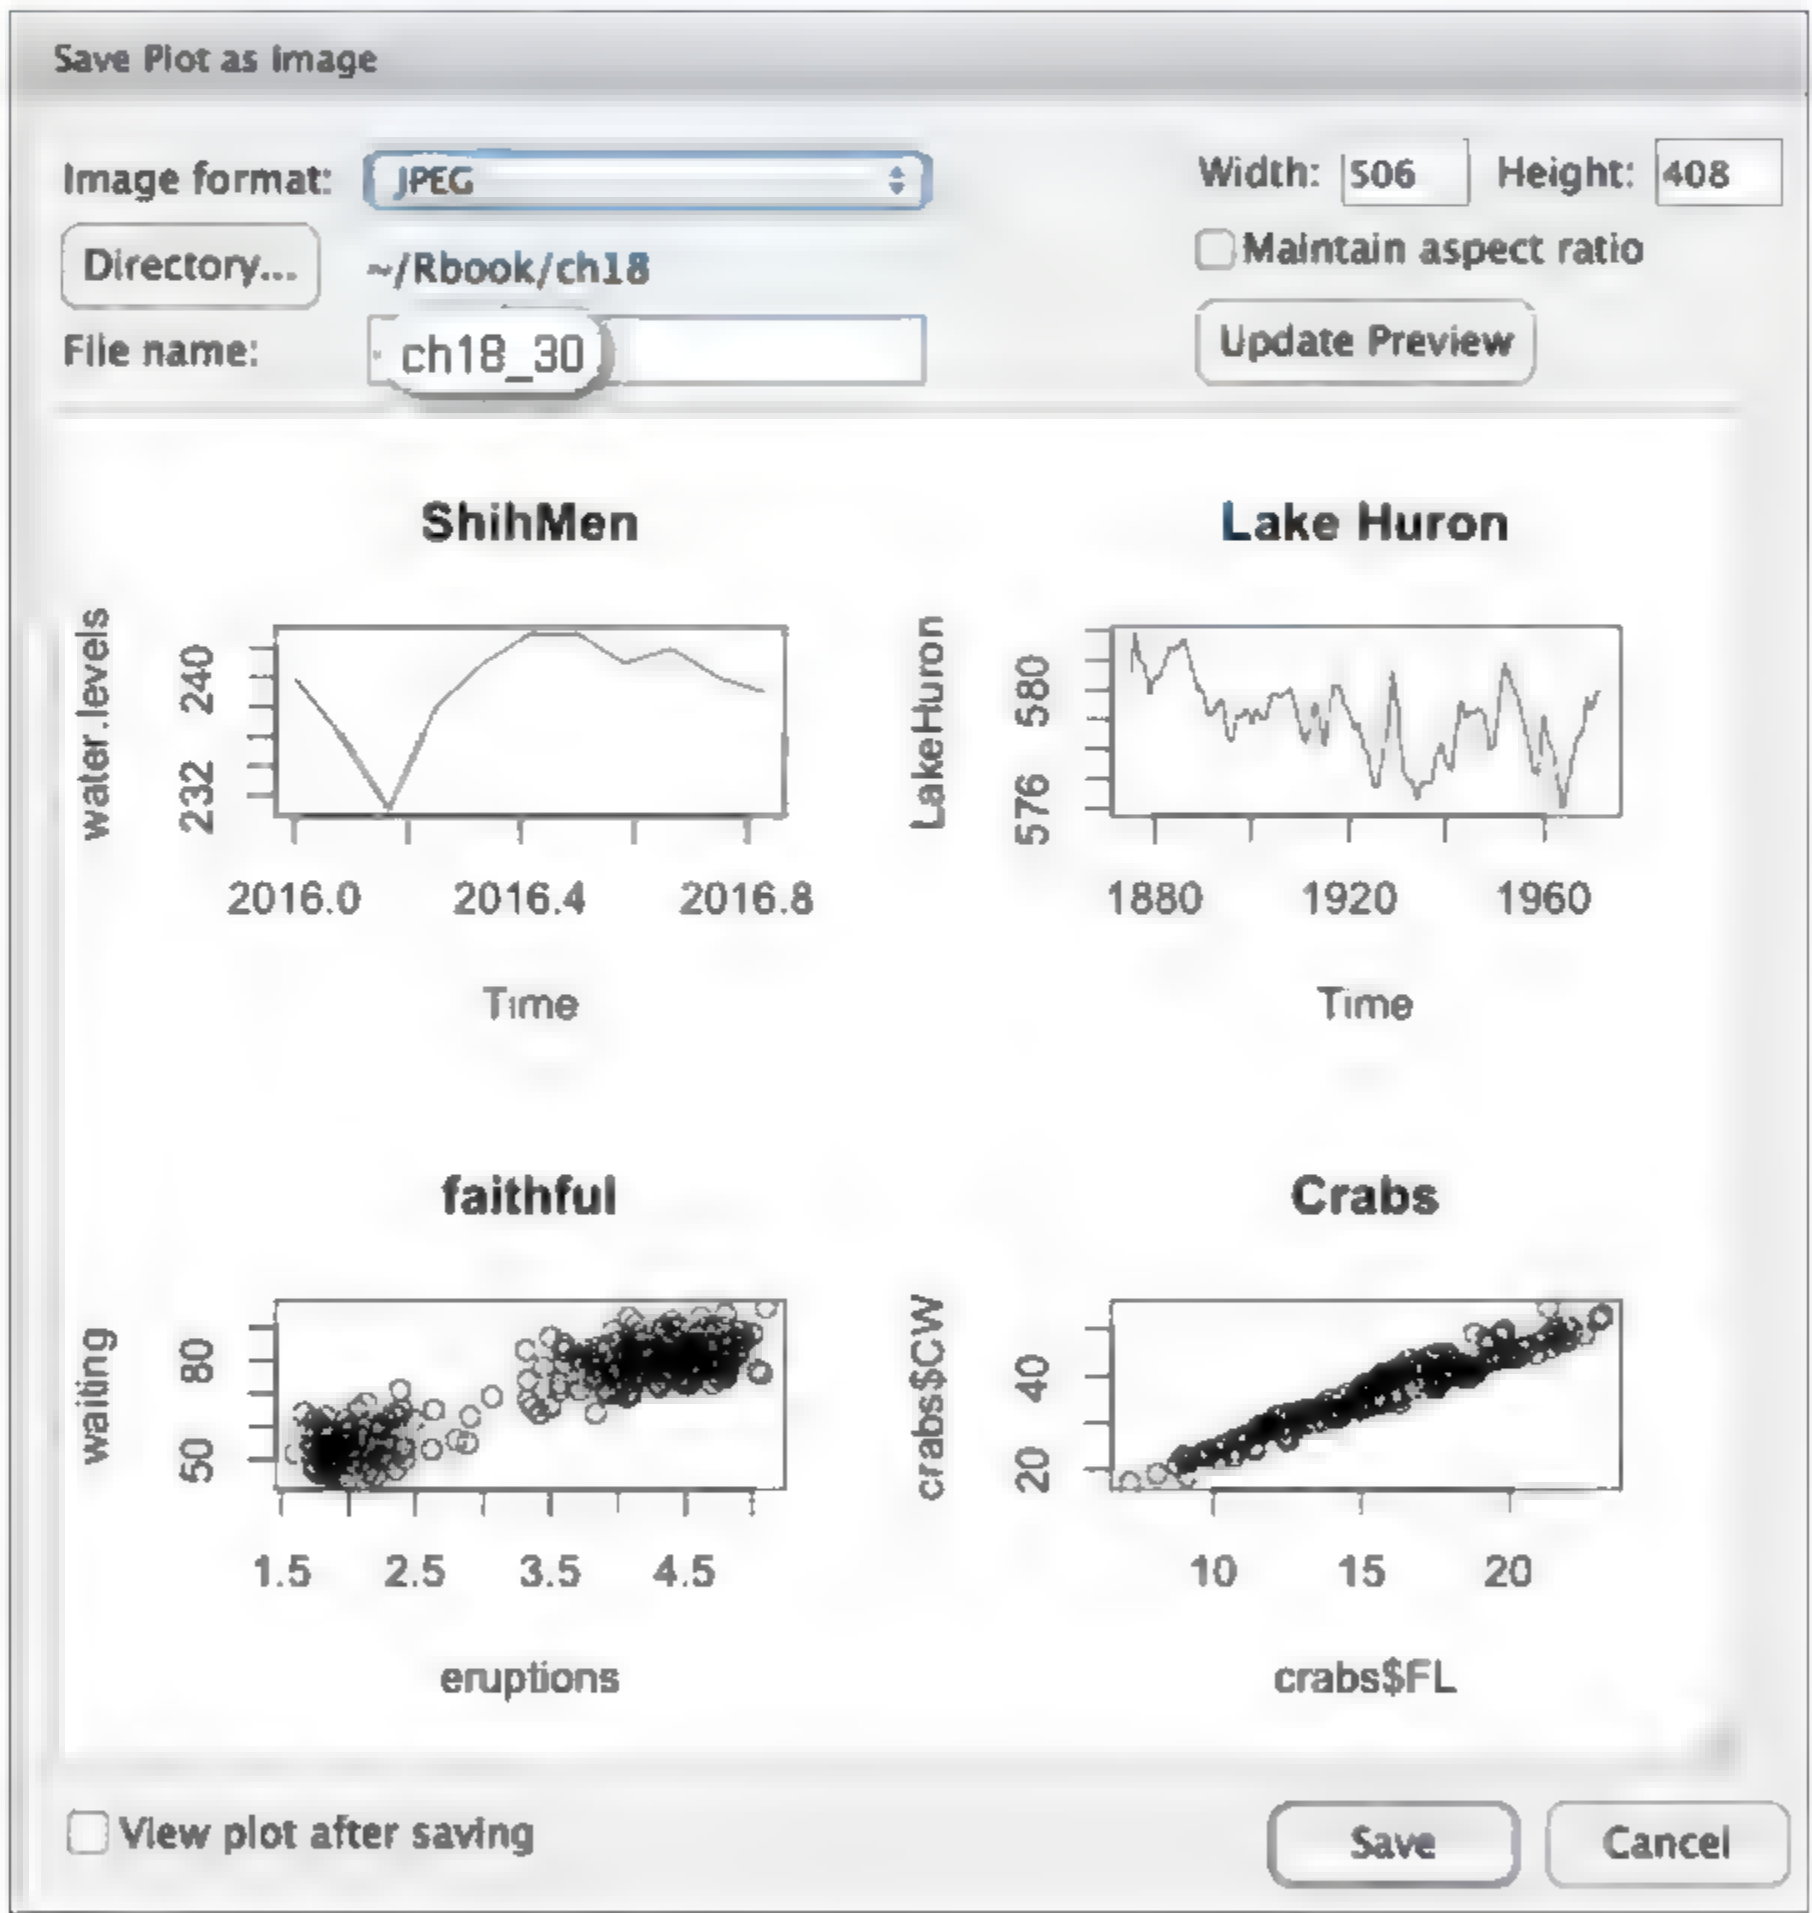 Save Plot as Image
Image format: JPEG
Width: 506 Height: 408
Directory... ~/Rbook/ch18
Maintain aspect ratio
File name: ch18_30
Update Preview
ShihMen
water.levels
240
232
2016.0 2016.4 2016.8
Time
Lake Huron
LakeHuron
580
576
1880 1920 1960
Time
faithful
waiting
80
50
1.5 2.5 3.5 4.5
eruptions
Crabs
crabs$CW
40
20
10 15 20
crabs$FL
View plot after saving
Save Cancel